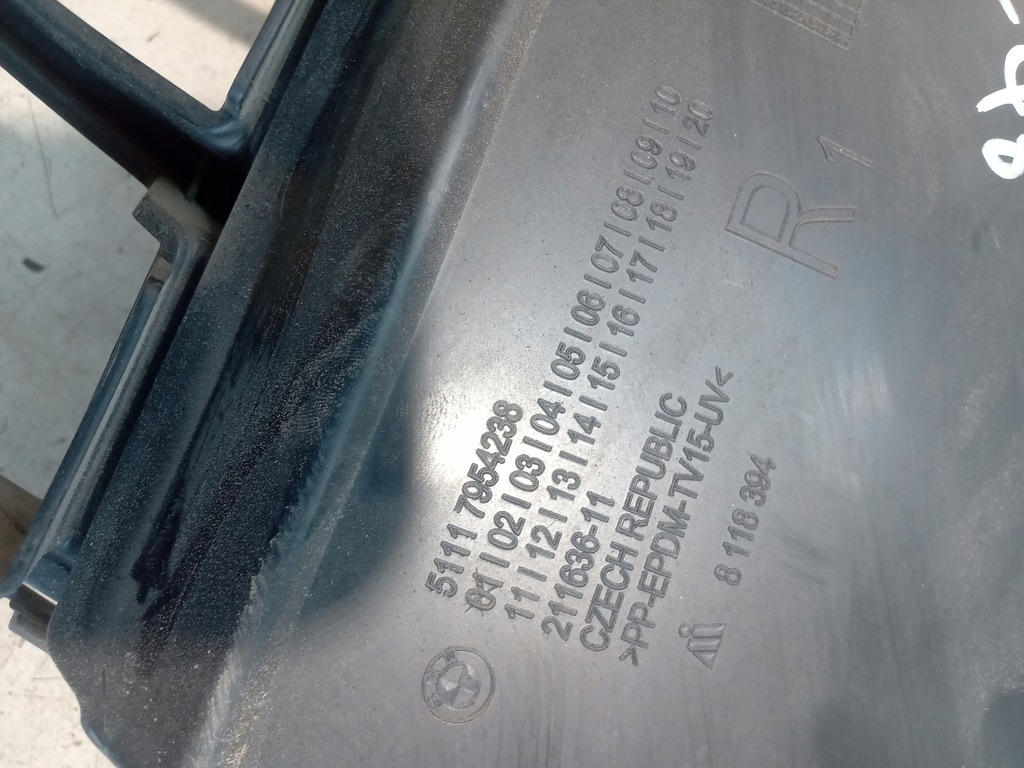 5111 7954238
01 | 02 | 03 | 04 | 05 | 06 | 07 | 08 | 09 | 10
11 | 12 | 13 | 14 | 15 | 16 | 17 | 18 | 19 | 20
211636-11
CZECH REPUBLIC
>PP-EPDM-TV15-UV<
8 118 394
R 1